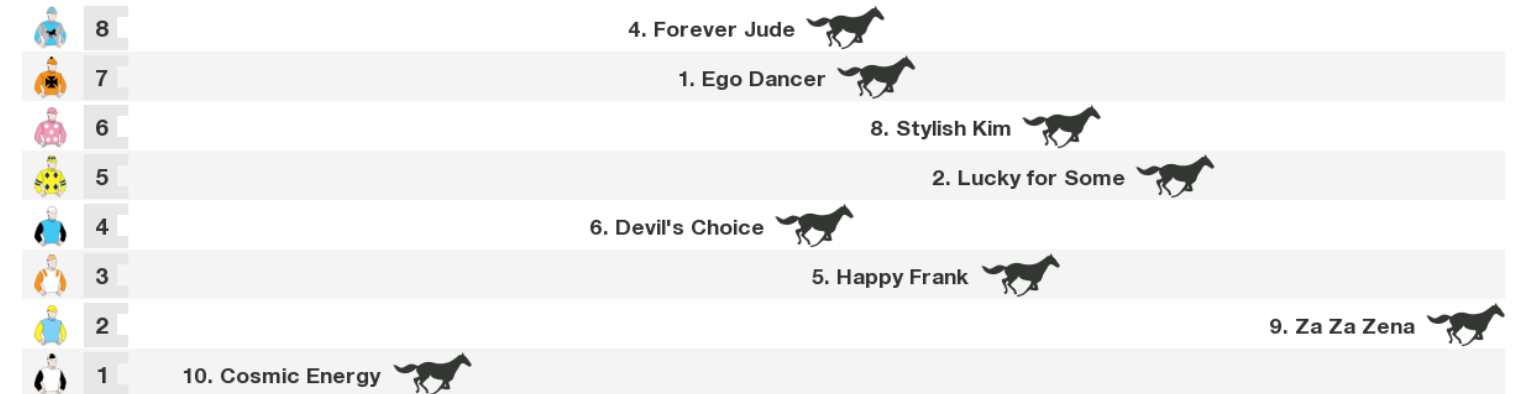 8 4. Forever Jude
7 1. Ego Dancer
6 8. Stylish Kim
5 2. Lucky for Some
4 6. Devil's Choice
3 5. Happy Frank
2 9. Za Za Zena
1 10. Cosmic Energy